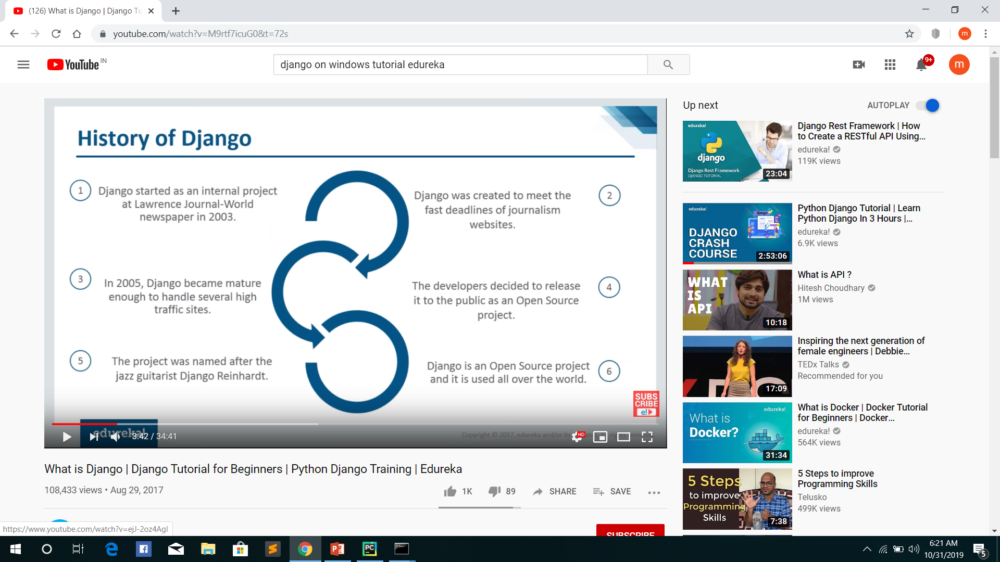 (126) What is Django | Django Tu
youtube.com/watch?v=M9rtf7icuG0&t=72s
m
YouTube IN
django on windows tutorial edureka
9+
m
History of Django
1
Django started as an internal project
at Lawrence Journal-World
newspaper in 2003.
Django was created to meet the
fast deadlines of journalism
websites.
2
3
In 2005, Django became mature
enough to handle several high
traffic sites.
The developers decided to release
it to the public as an Open Source
project.
4
5
The project was named after the
jazz guitarist Django Reinhardt.
Django is an Open Source project
and it is used all over the world.
6
SUBS
CRIBE
e!
edureka!
3:42 / 34:41
Copyright © 2017, edureka and/or its
HD
What is Django | Django Tutorial for Beginners | Python Django Training | Edureka
108,433 views • Aug 29, 2017
1K
89
SHARE
SAVE
SUBSCRIBE
https://www.youtube.com/watch?v=ejJ-2oz4AgI
Up next
AUTOPLAY
edureka!
django
Django Rest Framework
DJANGO TUTORIAL
23:04
Django Rest Framework | How
to Create a RESTful API Using...
edureka!
119K views
edureka!
django
DJANGO
CRASH
COURSE
2:53:06
Python Django Tutorial | Learn
Python Django In 3 Hours |...
edureka!
6.9K views
WHAT
IS
API
10:18
What is API ?
Hitesh Choudhary
1M views
17:09
Inspiring the next generation of
female engineers | Debbie...
TEDx Talks
Recommended for you
edureka!
What is
Docker?
31:34
What is Docker | Docker Tutorial
for Beginners | Docker...
edureka!
564K views
5 Steps
to improve
Programming
Skills
7:38
5 Steps to improve
Programming Skills
Telusko
499K views
PC
6:21 AM
10/31/2019
5